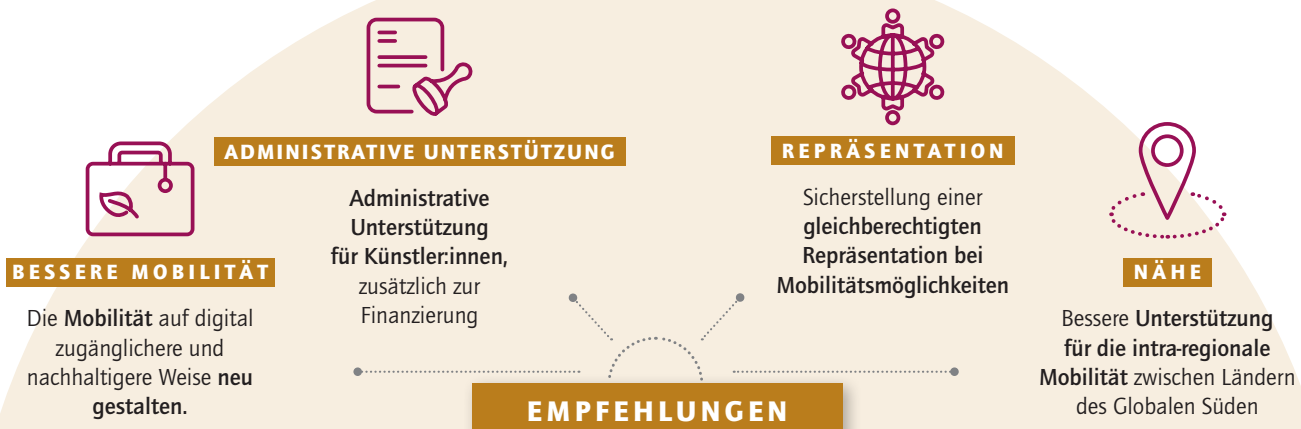 ADMINISTRATIVE UNTERSTÜTZUNG
Administrative
Unterstützung
für Künstler:innen,
zusätzlich zur
Finanzierung
REPRÄSENTATION
Sicherstellung einer
gleichberechtigten
Repräsentation bei
Mobilitätsmöglichkeiten
BESSERE MOBILITÄT
Die Mobilität auf digital
zugänglichere und
nachhaltigere Weise neu
gestalten.
NÄHE
Bessere Unterstützung
für die intra-regionale
Mobilität zwischen Ländern
des Globalen Süden
EMPFEHLUNGEN